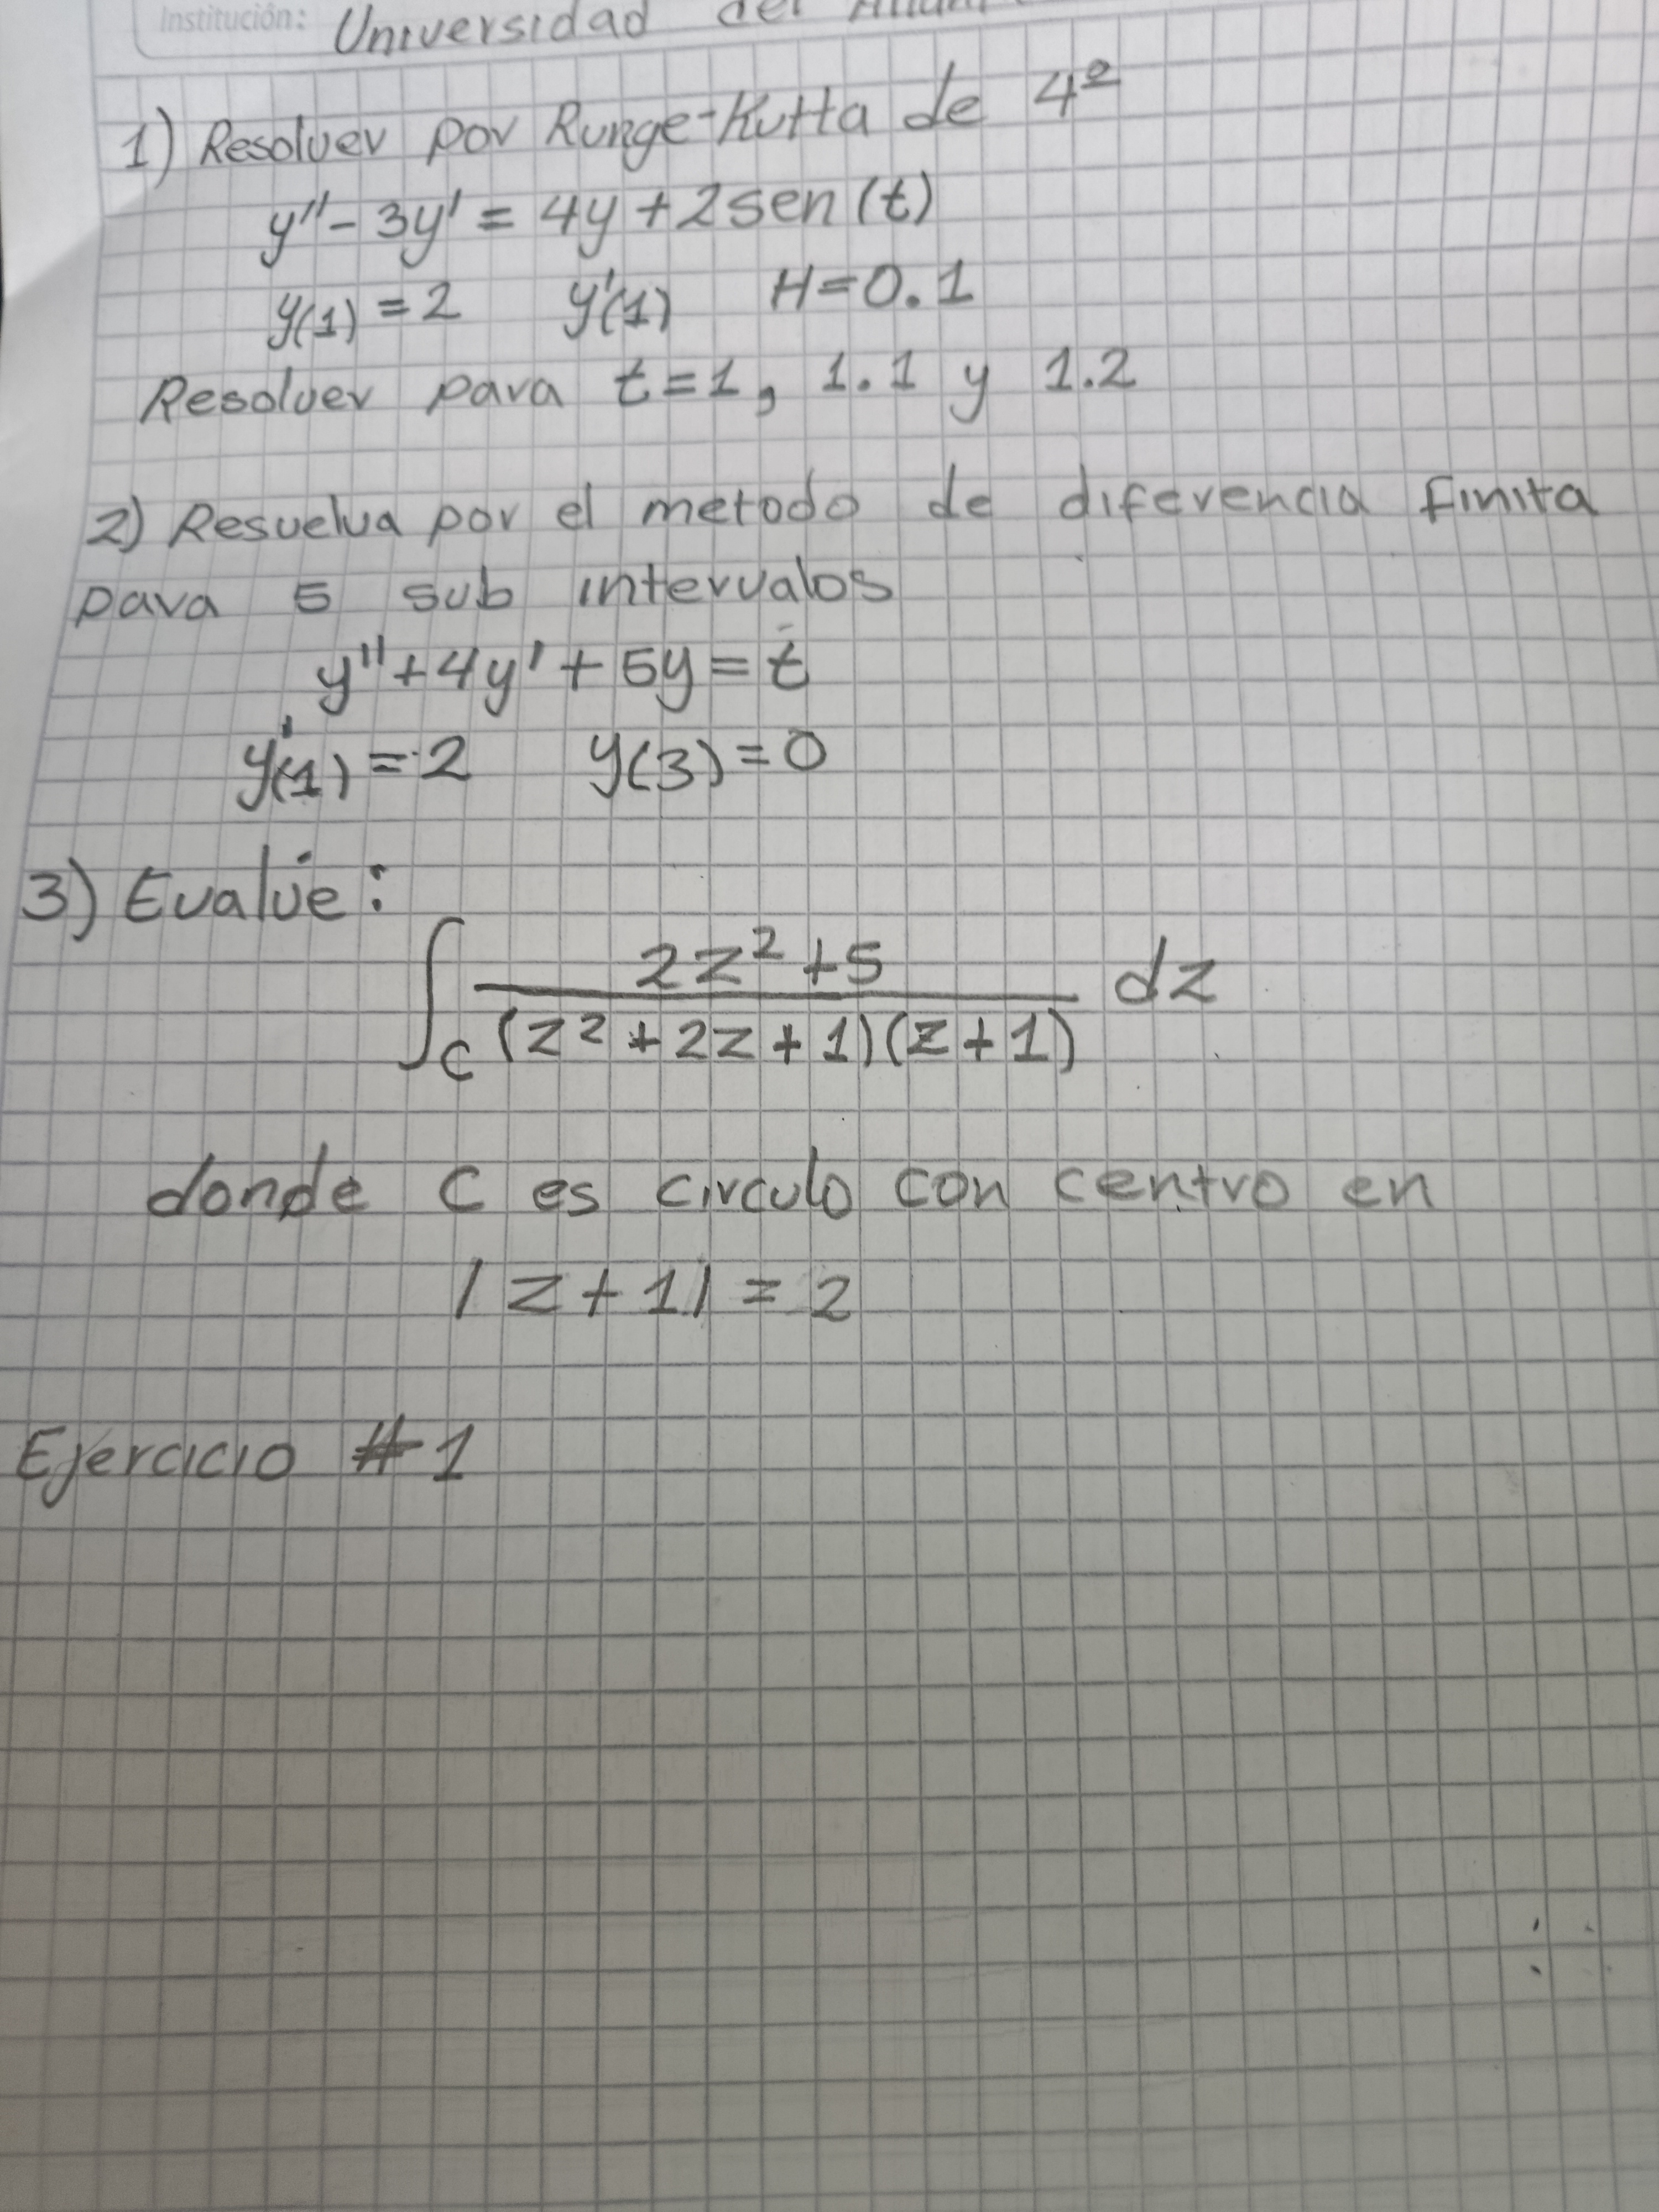 Institución: Universidad del
1) Resolver por Runge-Kutta de 4º
y'' - 3y' = 4y + 2sen(t)
y(1) = 2 y'(1) H=0.1
Resolver para t=1, 1.1 y 1.2
2) Resuelva por el metodo de diferencia finita
para 5 sub intervalos
y'' + 4y' + 5y = t
y'(1) = 2 y(3) = 0
3) Evalúe:
∫_C (2z² + 5) / ((z² + 2z + 1)(z + 1)) dz
donde C es circulo con centro en
|z + 1| = 2
Ejercicio #1